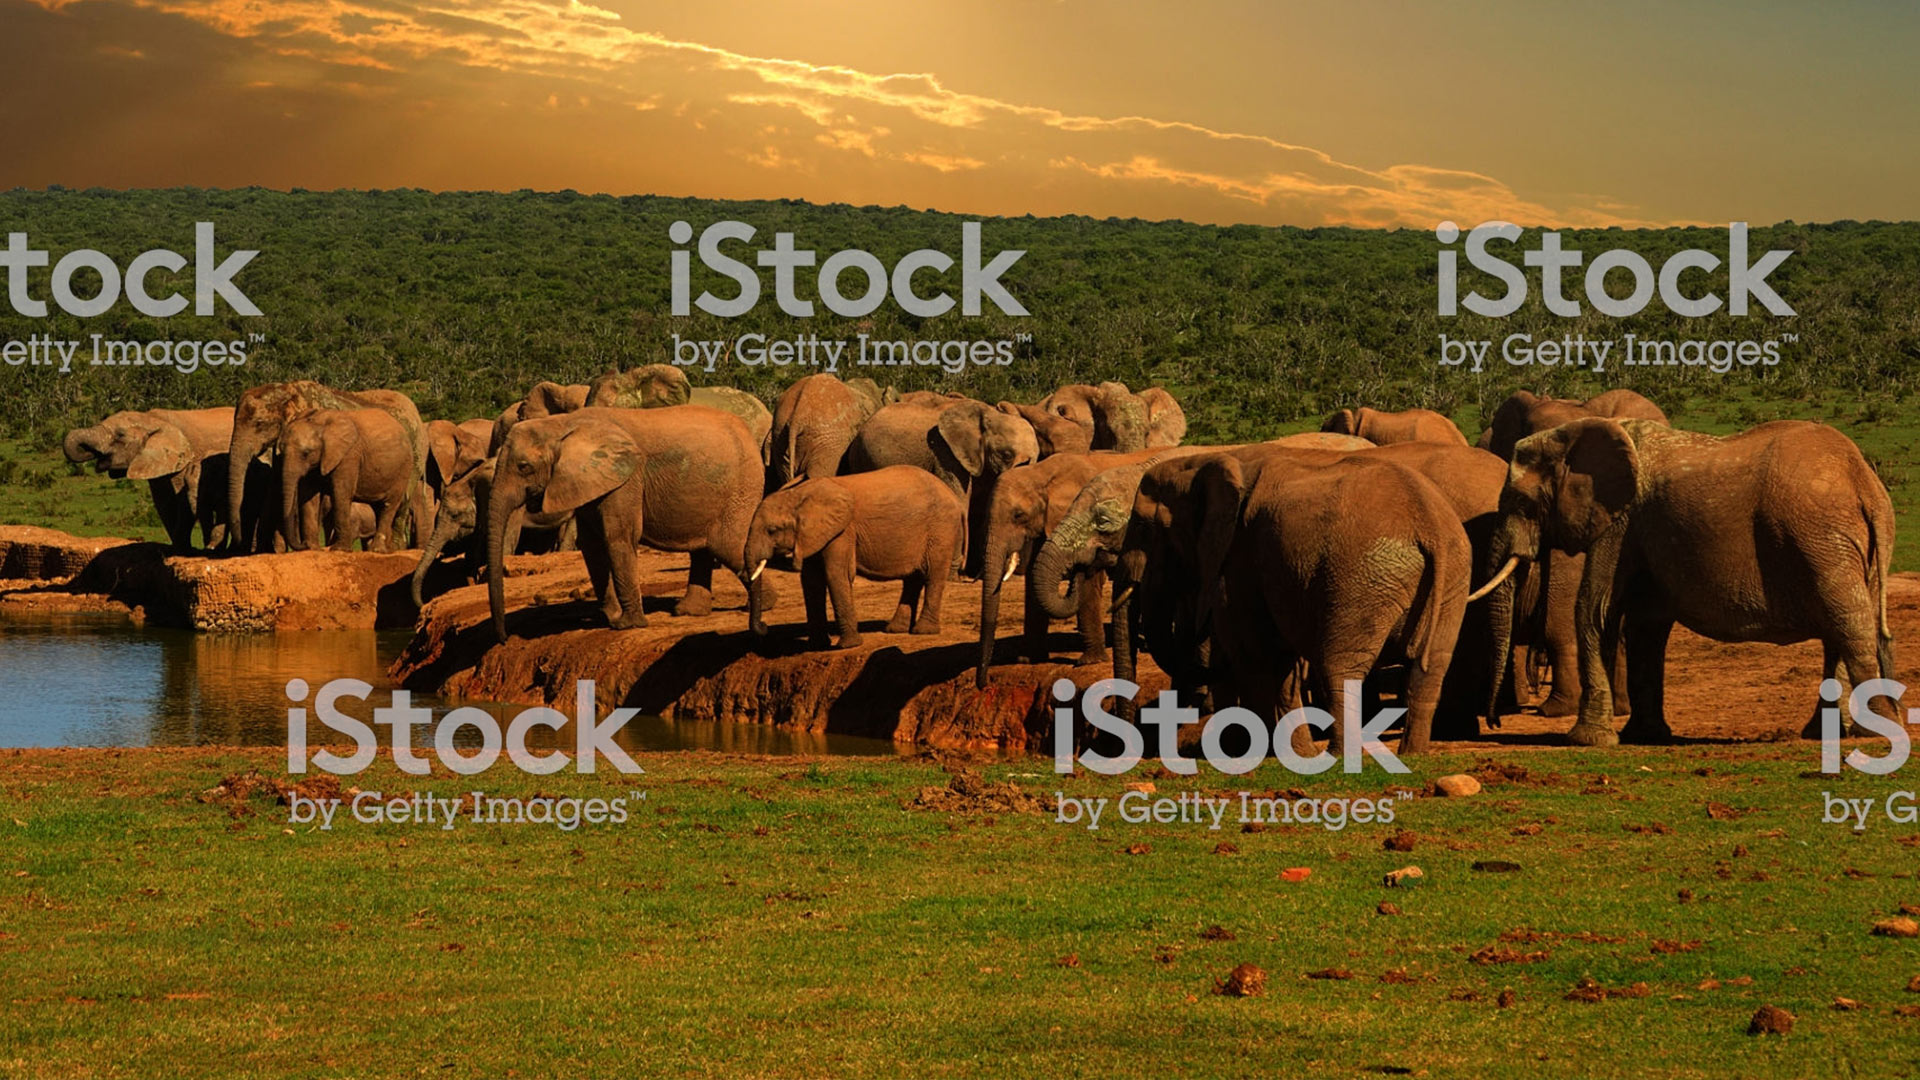 tock
etty Images™
iStock
by Getty Images™
iStock
by Getty Images™
iStock
by Getty Images™
iStock
by Getty Images™
iS
by G